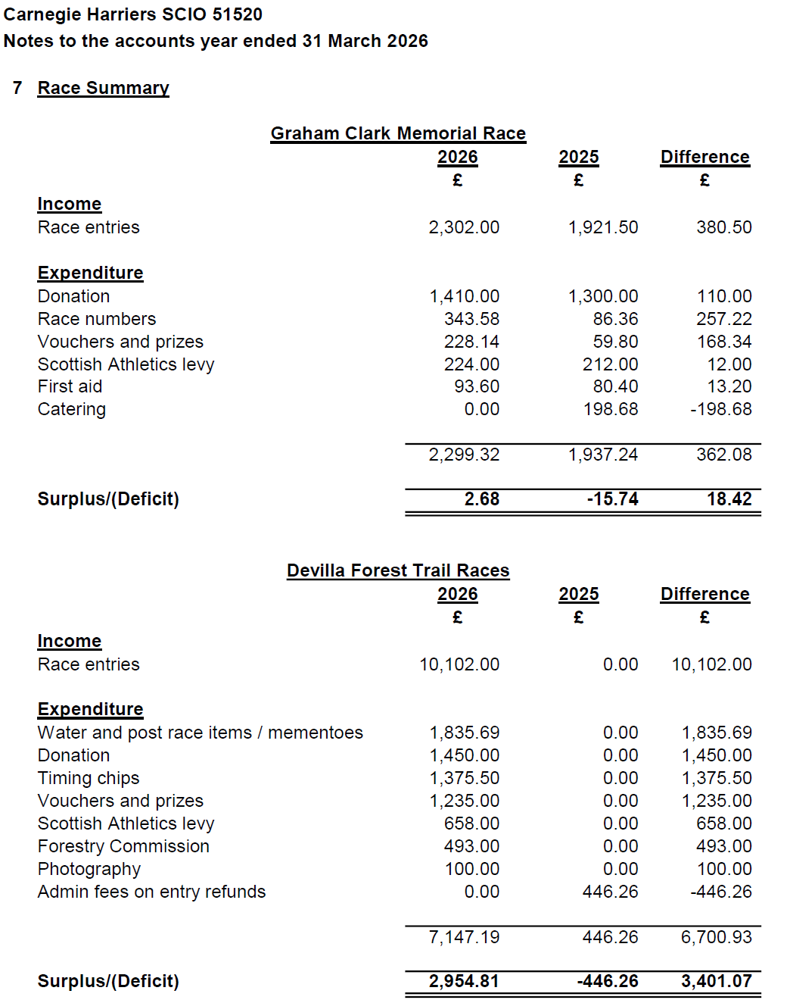 Carnegie Harriers SCIO 51520
Notes to the accounts year ended 31 March 2026
7 Race Summary
Graham Clark Memorial Race
2026 2025 Difference
£ £ £
Income
Race entries 2,302.00 1,921.50 380.50
Expenditure
Donation 1,410.00 1,300.00 110.00
Race numbers 343.58 86.36 257.22
Vouchers and prizes 228.14 59.80 168.34
Scottish Athletics levy 224.00 212.00 12.00
First aid 93.60 80.40 13.20
Catering 0.00 198.68 -198.68
2,299.32 1,937.24 362.08
Surplus/(Deficit) 2.68 -15.74 18.42
Devilla Forest Trail Races
2026 2025 Difference
£ £ £
Income
Race entries 10,102.00 0.00 10,102.00
Expenditure
Water and post race items / mementoes 1,835.69 0.00 1,835.69
Donation 1,450.00 0.00 1,450.00
Timing chips 1,375.50 0.00 1,375.50
Vouchers and prizes 1,235.00 0.00 1,235.00
Scottish Athletics levy 658.00 0.00 658.00
Forestry Commission 493.00 0.00 493.00
Photography 100.00 0.00 100.00
Admin fees on entry refunds 0.00 446.26 -446.26
7,147.19 446.26 6,700.93
Surplus/(Deficit) 2,954.81 -446.26 3,401.07